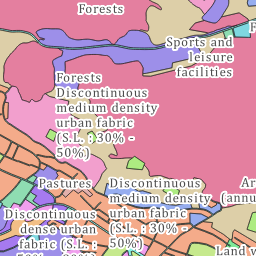 Forests
Sports and
leisure
facilities
Forests
Discontinuous
medium density
urban fabric
(S.L. : 30% -
50%)
Pastures
Discontinuous
medium density
urban fabric
(S.L. : 30% -
50%)
Discontinuous
dense urban
fabric (S.L. :
Land